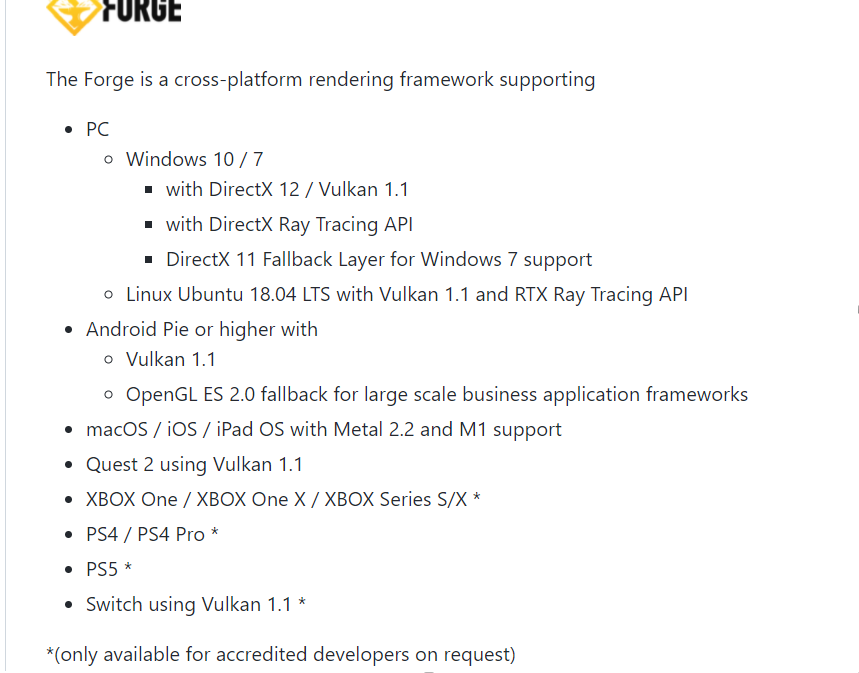 FORGE
The Forge is a cross-platform rendering framework supporting
• PC
○ Windows 10 / 7
▪ with DirectX 12 / Vulkan 1.1
▪ with DirectX Ray Tracing API
▪ DirectX 11 Fallback Layer for Windows 7 support
○ Linux Ubuntu 18.04 LTS with Vulkan 1.1 and RTX Ray Tracing API
• Android Pie or higher with
○ Vulkan 1.1
○ OpenGL ES 2.0 fallback for large scale business application frameworks
• macOS / iOS / iPad OS with Metal 2.2 and M1 support
• Quest 2 using Vulkan 1.1
• XBOX One / XBOX One X / XBOX Series S/X *
• PS4 / PS4 Pro *
• PS5 *
• Switch using Vulkan 1.1 *
*(only available for accredited developers on request)